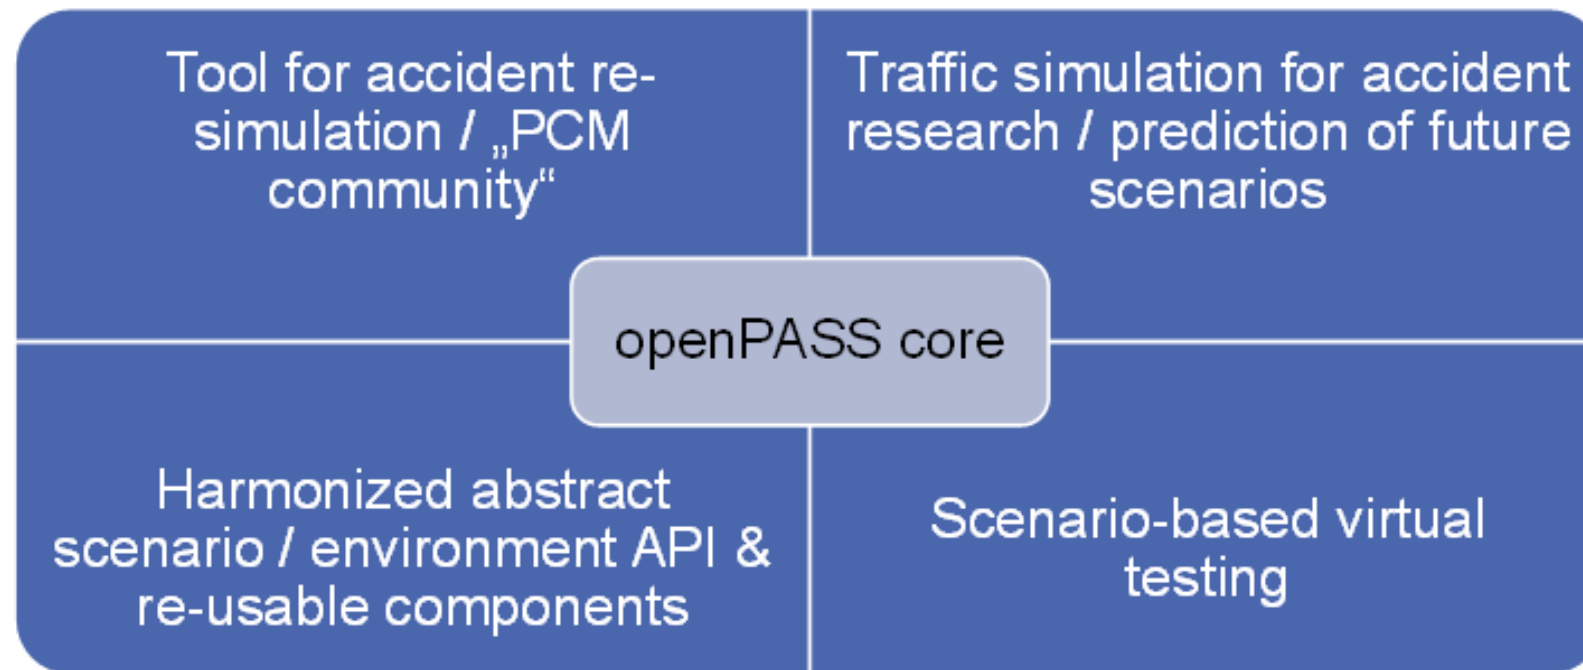 Tool for accident re-
simulation / „PCM
community“
Traffic simulation for accident
research / prediction of future
scenarios
openPASS core
Harmonized abstract
scenario / environment API &
re-usable components
Scenario-based virtual
testing